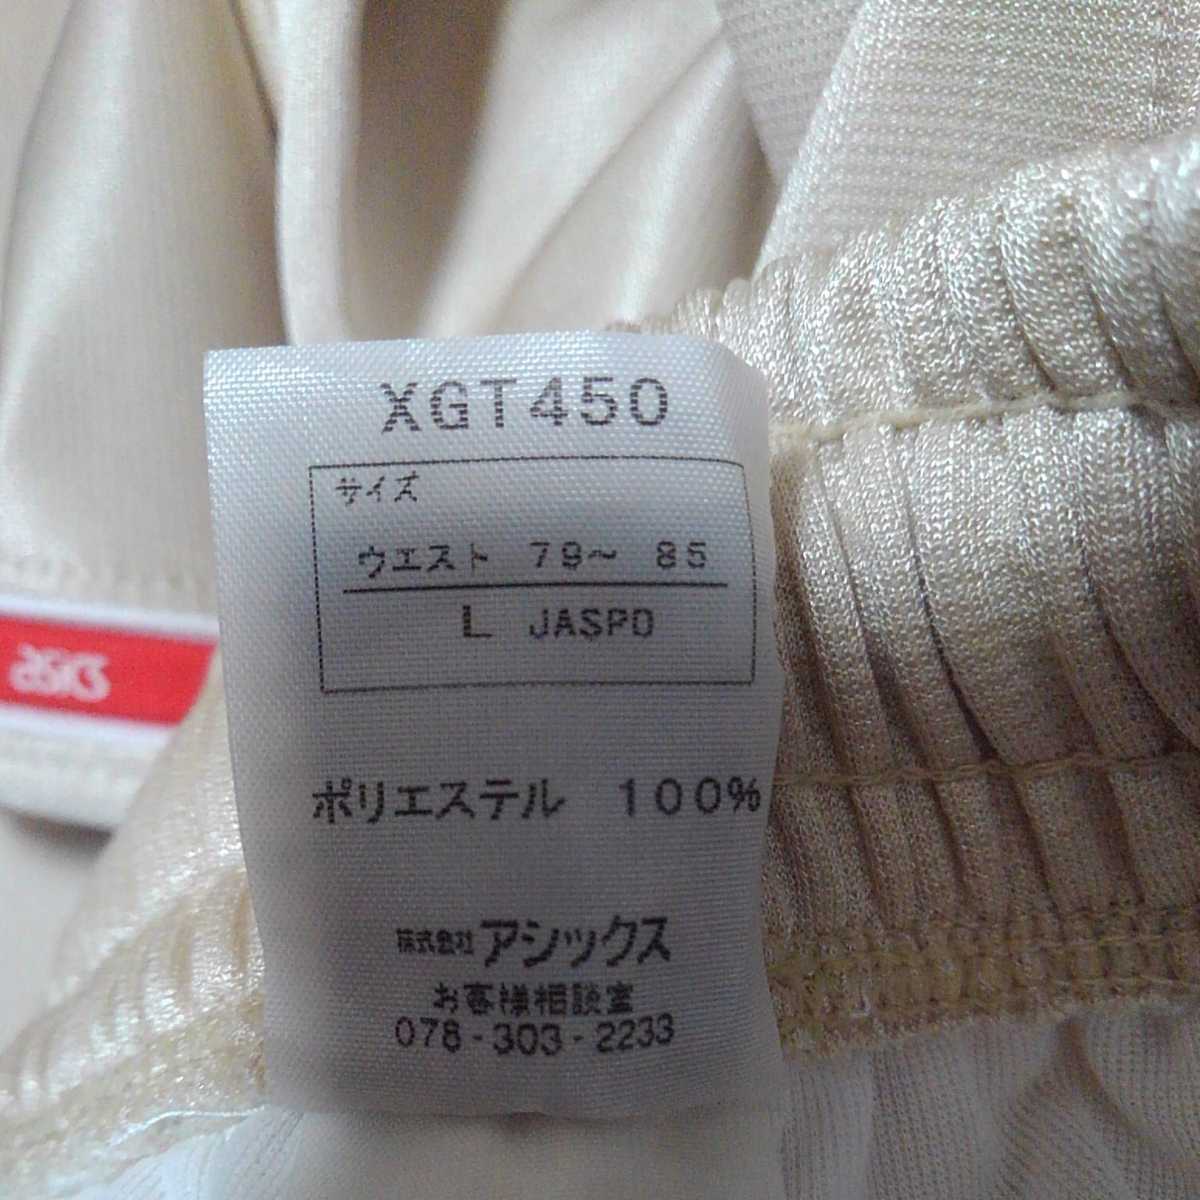 XGT450
サイズ
ウエスト 79～ 85
L JASPO
ポリエステル 100%
株式会社アシックス
お客様相談室
078-303-2233
asics